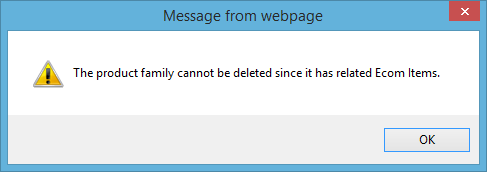 Message from webpage
The product family cannot be deleted since it has related Ecom Items.
OK